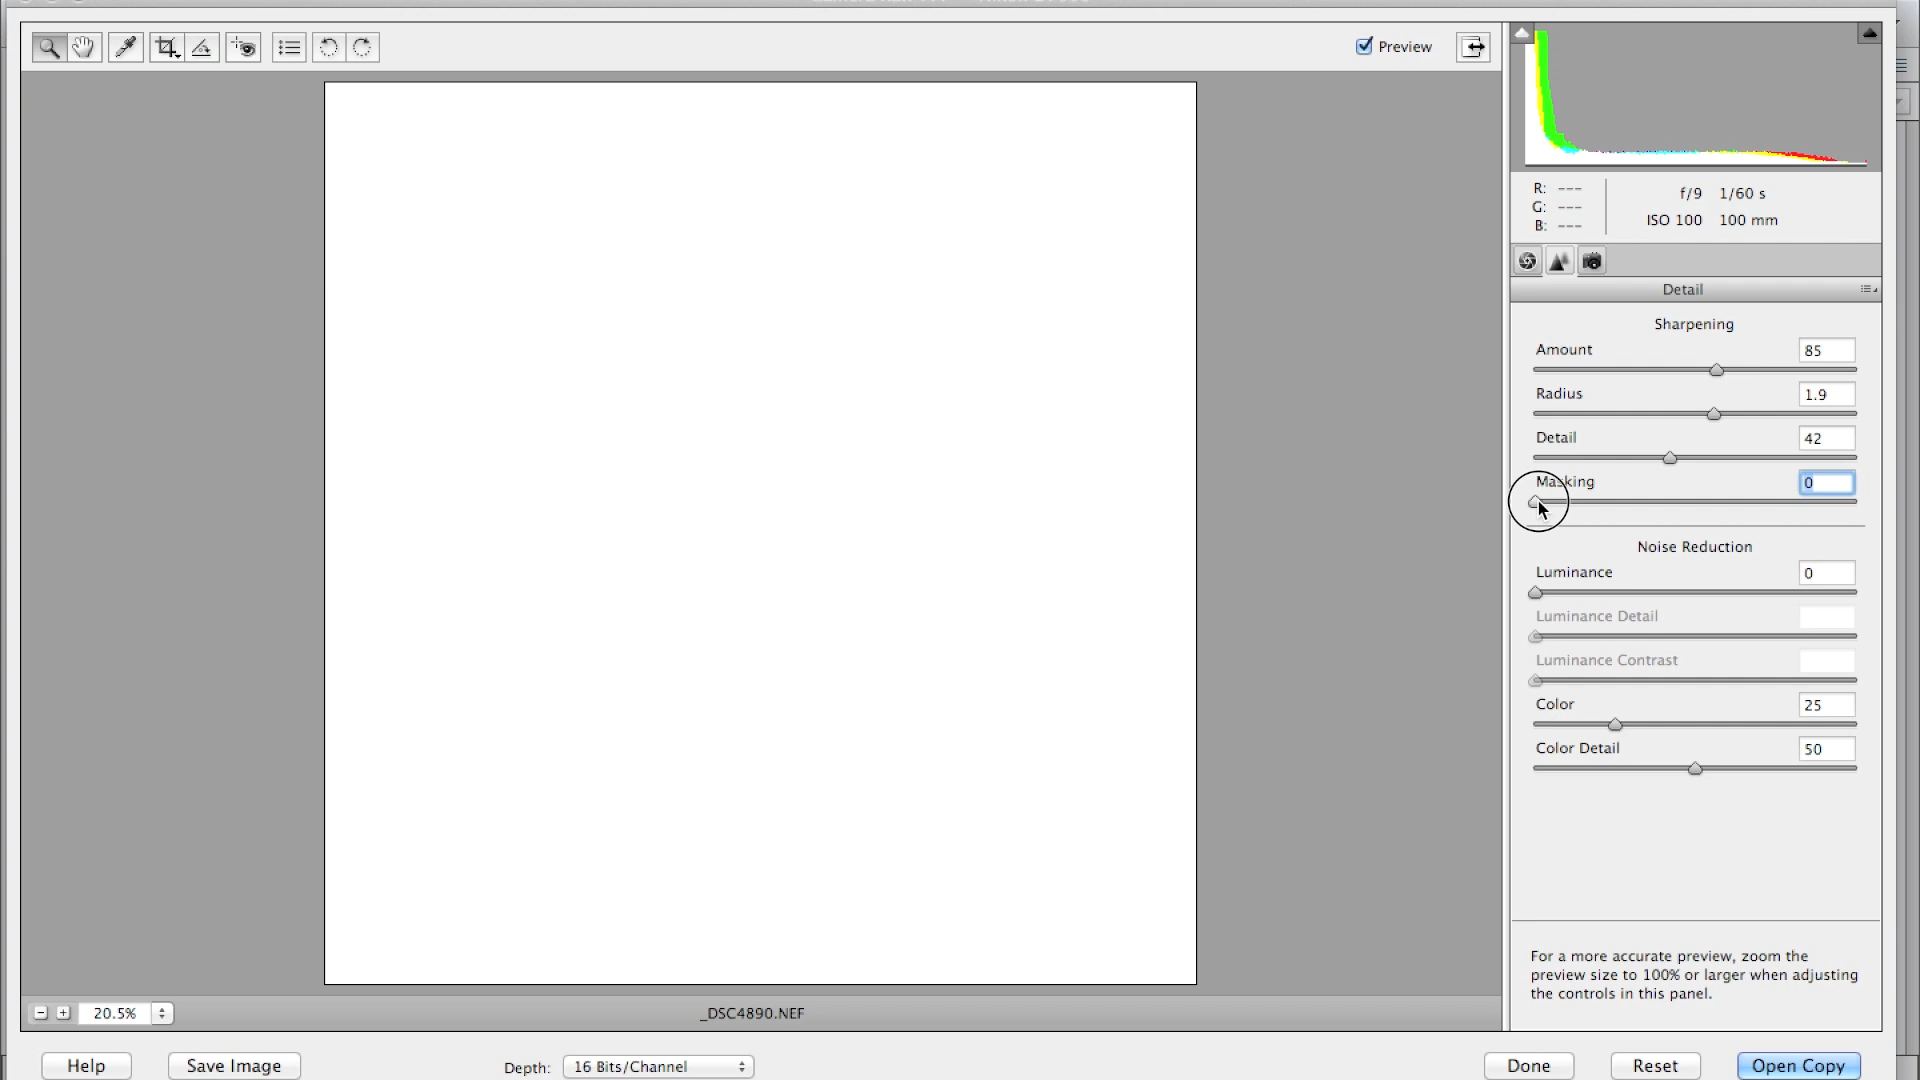 Preview
R: ---
G: ---
B: ---
f/9 1/60 s
ISO 100 100 mm
Detail
Sharpening
Amount 85
Radius 1.9
Detail 42
Masking 0
Noise Reduction
Luminance 0
Luminance Detail
Luminance Contrast
Color 25
Color Detail 50
For a more accurate preview, zoom the
preview size to 100% or larger when adjusting
the controls in this panel.
20.5%
_DSC4890.NEF
Help
Save Image
Depth: 16 Bits/Channel
Done
Reset
Open Copy